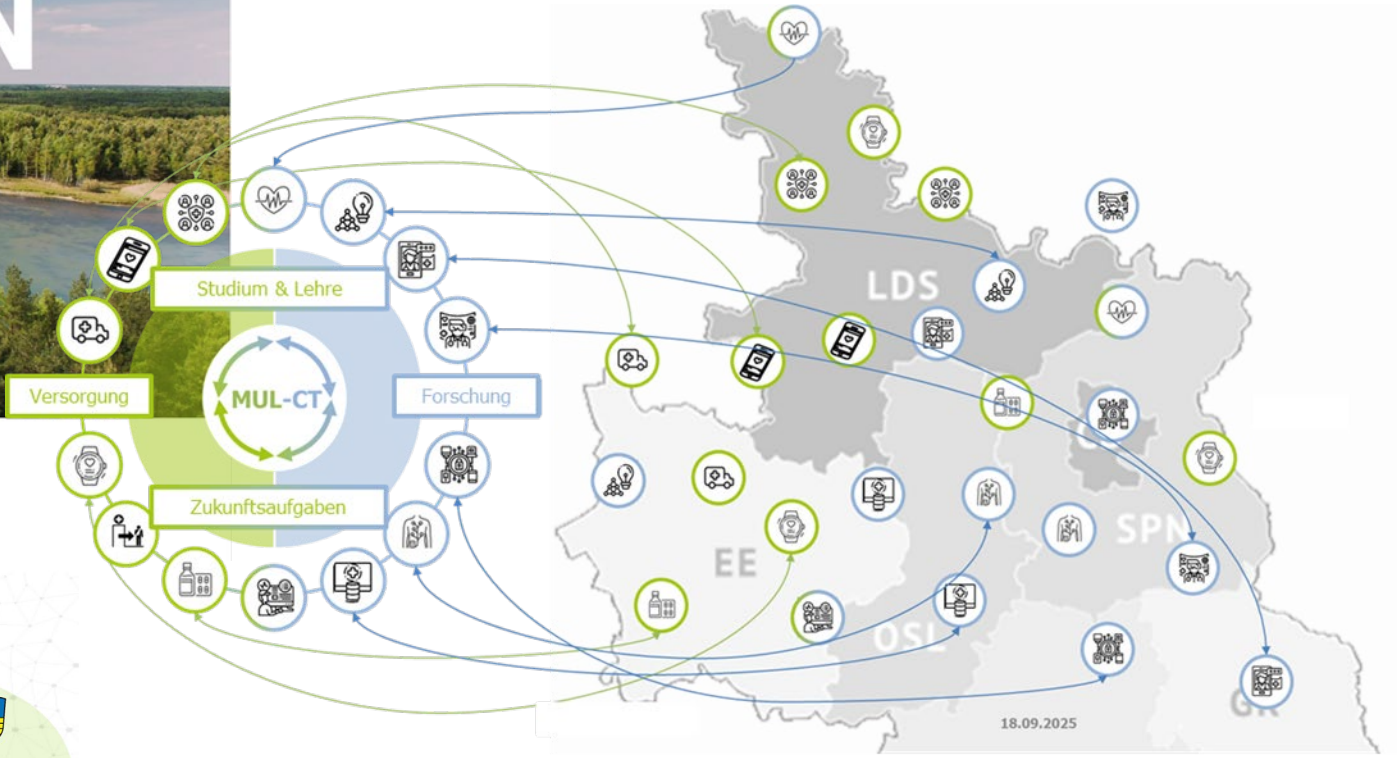 N
LDS
Studium & Lehre
Versorgung
MUL-CT
Forschung
Zukunftsaufgaben
SPN
EE
OSL
GR
18.09.2025